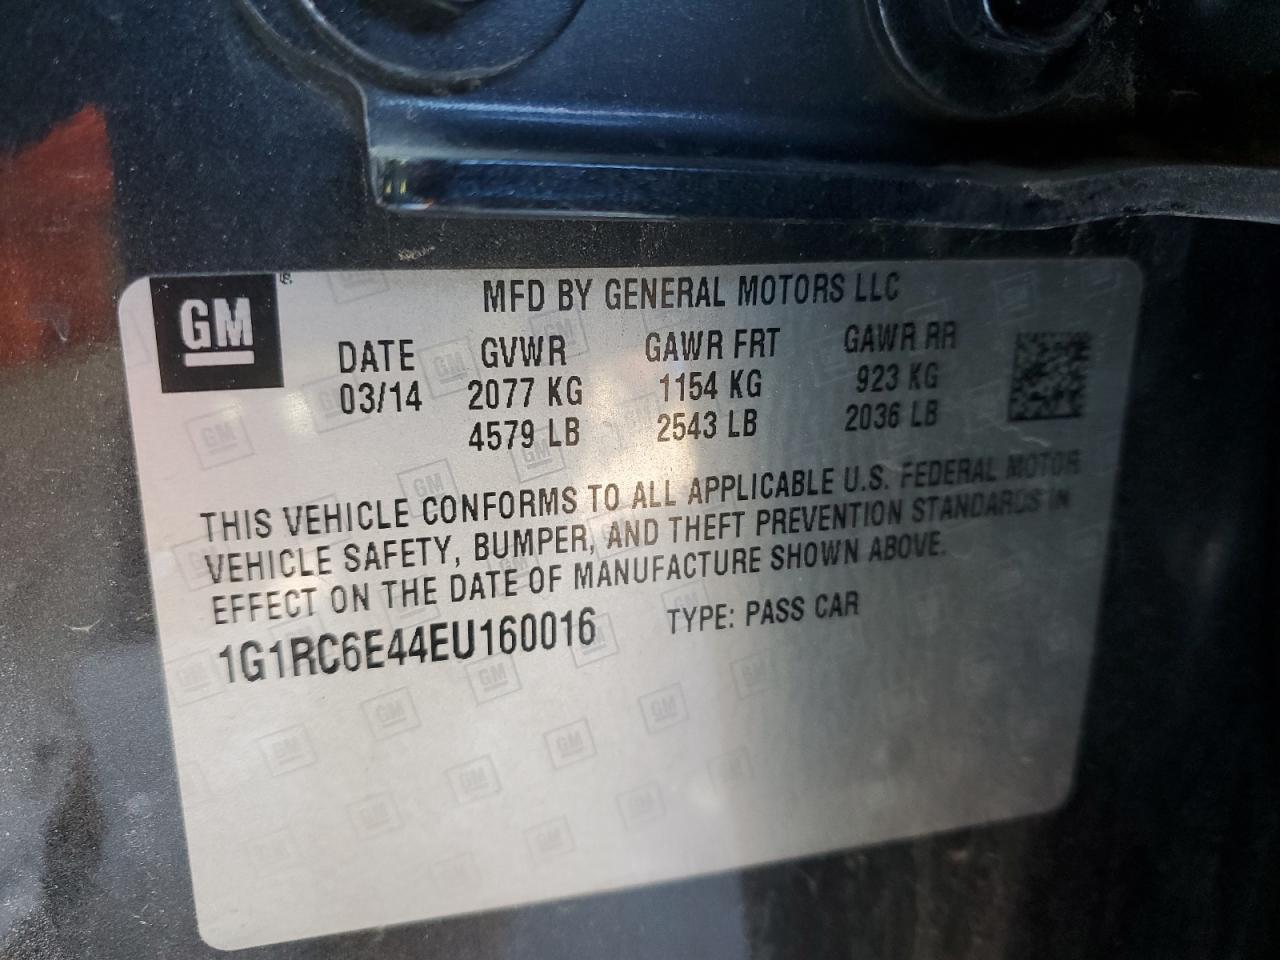 GM
MFD BY GENERAL MOTORS LLC
DATE GVWR GAWR FRT GAWR RR
03/14 2077 KG 1154 KG 923 KG
4579 LB 2543 LB 2036 LB
THIS VEHICLE CONFORMS TO ALL APPLICABLE U.S. FEDERAL MOTOR
VEHICLE SAFETY, BUMPER, AND THEFT PREVENTION STANDARDS IN
EFFECT ON THE DATE OF MANUFACTURE SHOWN ABOVE.
1G1RC6E44EU160016 TYPE: PASS CAR